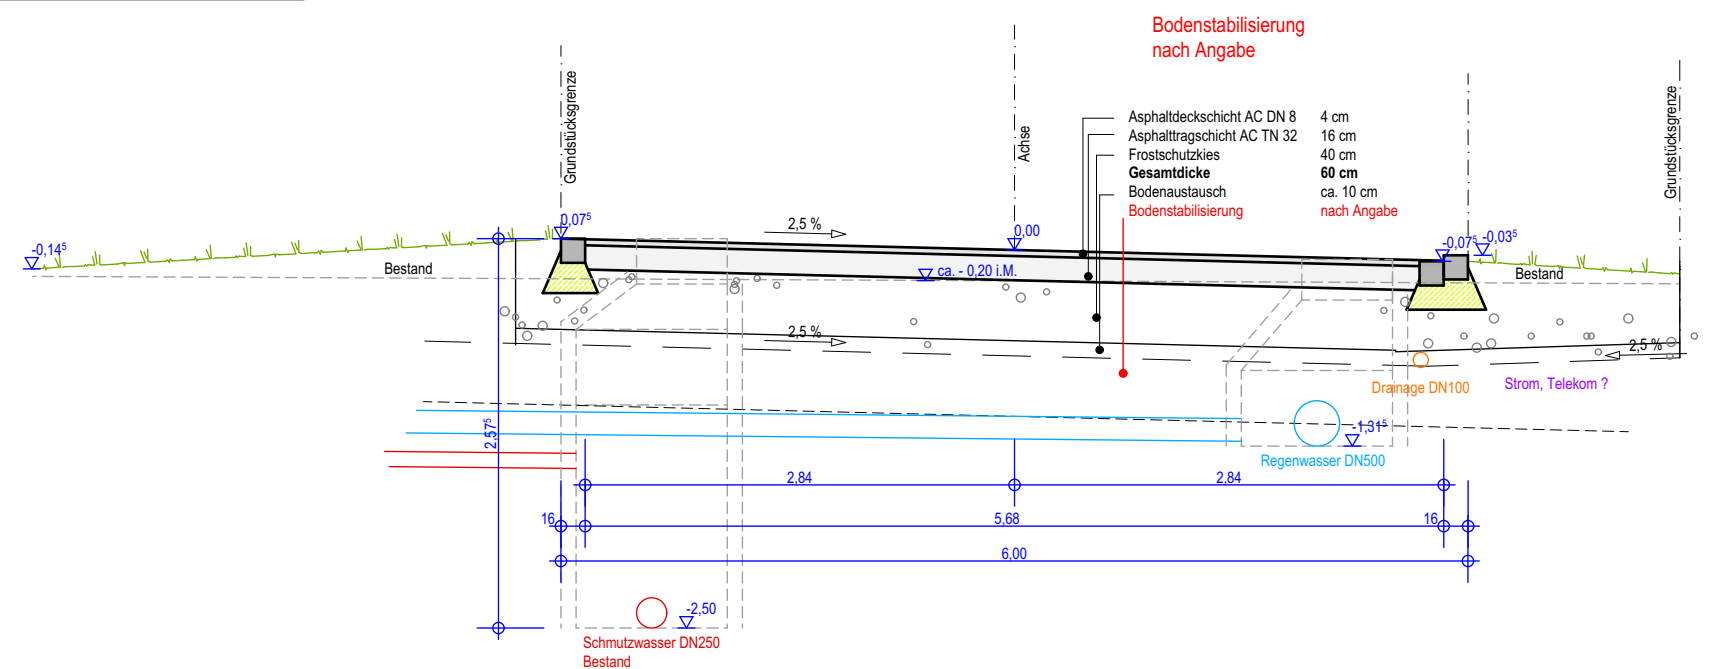 Bodenstabilisierung
nach Angabe
Grundstücksgrenze
Achse
Grundstücksgrenze
Asphaltdeckschicht AC DN 8 4 cm
Asphalttragschicht AC TN 32 16 cm
Frostschutzkies 40 cm
Gesamtdicke 60 cm
Bodenaustausch ca. 10 cm
Bodenstabilisierung nach Angabe
-0,14⁵
0,07⁵
2,5 %
0,00
-0,07⁵
-0,03⁵
Bestand
ca. - 0,20 i.M.
Bestand
2,5 %
2,5 %
Drainage DN100
Strom, Telekom ?
2,57⁵
-1,31⁵
Regenwasser DN500
2,84
2,84
16
5,68
16
6,00
-2,50
Schmutzwasser DN250
Bestand